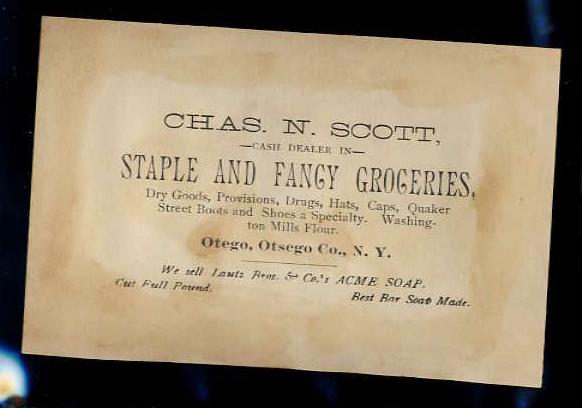 CHAS. N. SCOTT,
—CASH DEALER IN—
STAPLE AND FANCY GROCERIES,
Dry Goods, Provisions, Drugs, Hats, Caps, Quaker
Street Boots and Shoes a Specialty. Washing-
ton Mills Flour.
Otego, Otsego Co., N. Y.
We sell Lautz Bros. & Co.'s ACME SOAP.
Cut Full Pound.
Best Bar Soap Made.